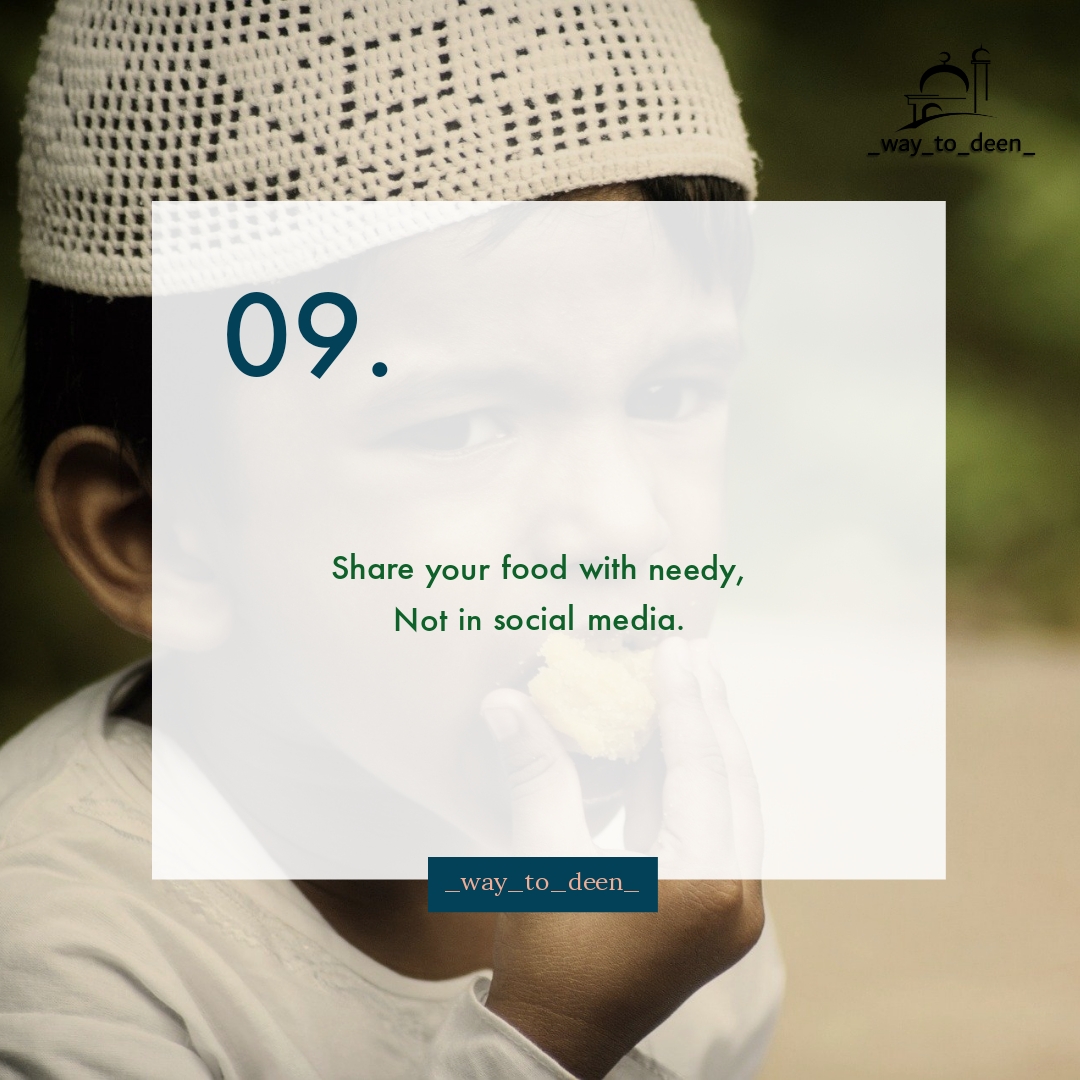 _way_to_deen_
09.
Share your food with needy,
Not in social media.
_way_to_deen_